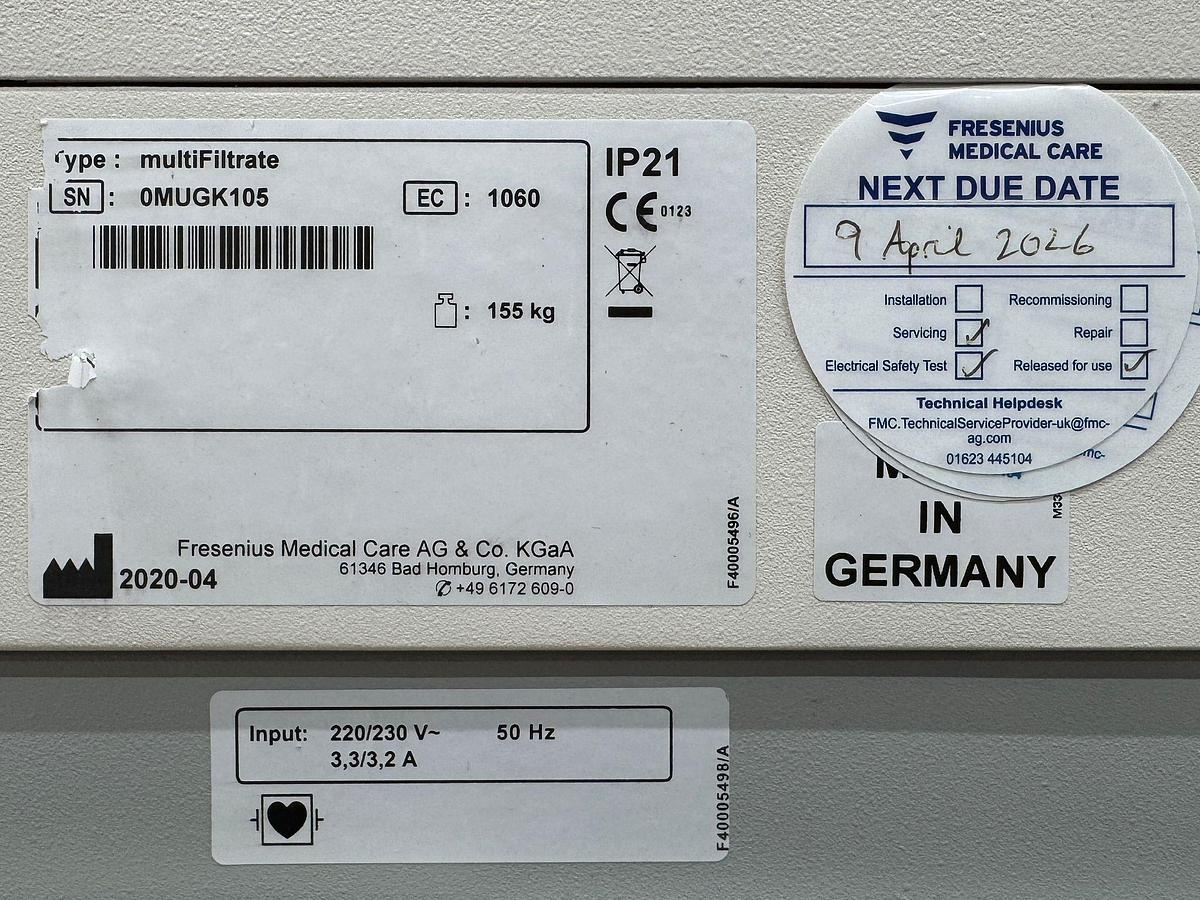 Type : multiFiltrate
SN : 0MUGK105 EC : 1060
: 155 kg
IP21
CE 0123
Fresenius Medical Care AG & Co. KGaA
61346 Bad Homburg, Germany
2020-04
✆ +49 6172 609-0
F40005496/A
FRESENIUS
MEDICAL CARE
NEXT DUE DATE
9 April 2026
Installation Recommissioning
Servicing ✓ Repair
Electrical Safety Test ✓ Released for use ✓
Technical Helpdesk
FMC.TechnicalServiceProvider-uk@fmc-
ag.com
01623 445104
IN
GERMANY
Input: 220/230 V~ 50 Hz
3,3/3,2 A
F40005498/A